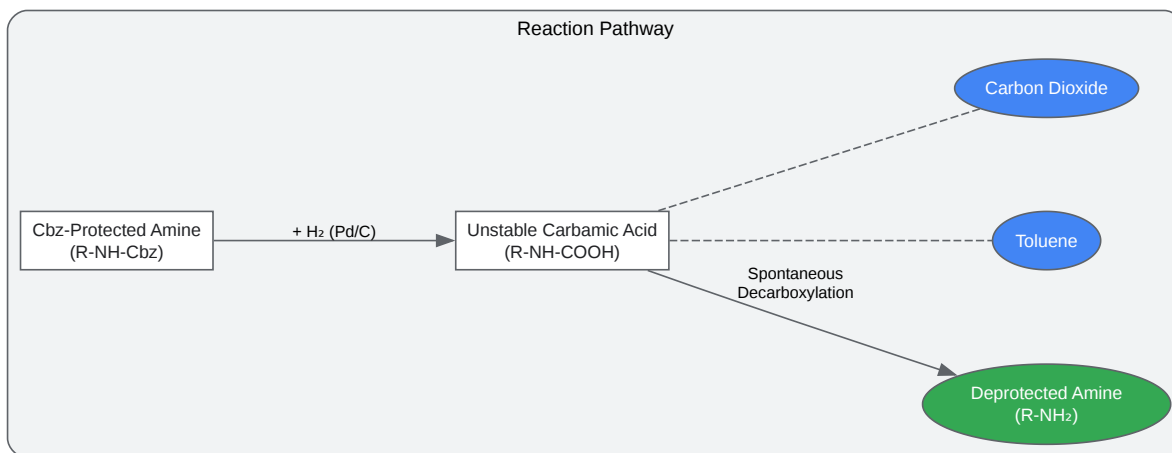 Reaction Pathway
Carbon Dioxide
Cbz-Protected Amine
(R-NH-Cbz)
+ H₂ (Pd/C)
Unstable Carbamic Acid
(R-NH-COOH)
Toluene
Spontaneous
Decarboxylation
Deprotected Amine
(R-NH₂)